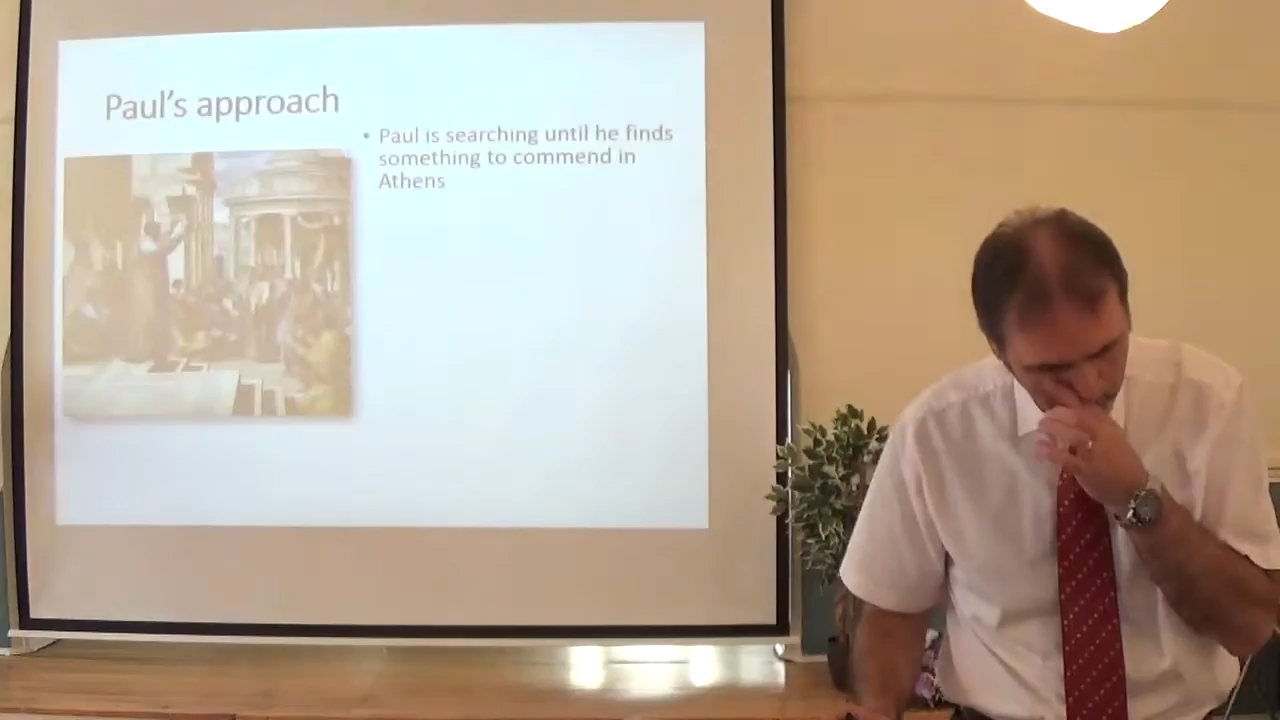 Paul's approach
• Paul is searching until he finds
something to commend in
Athens